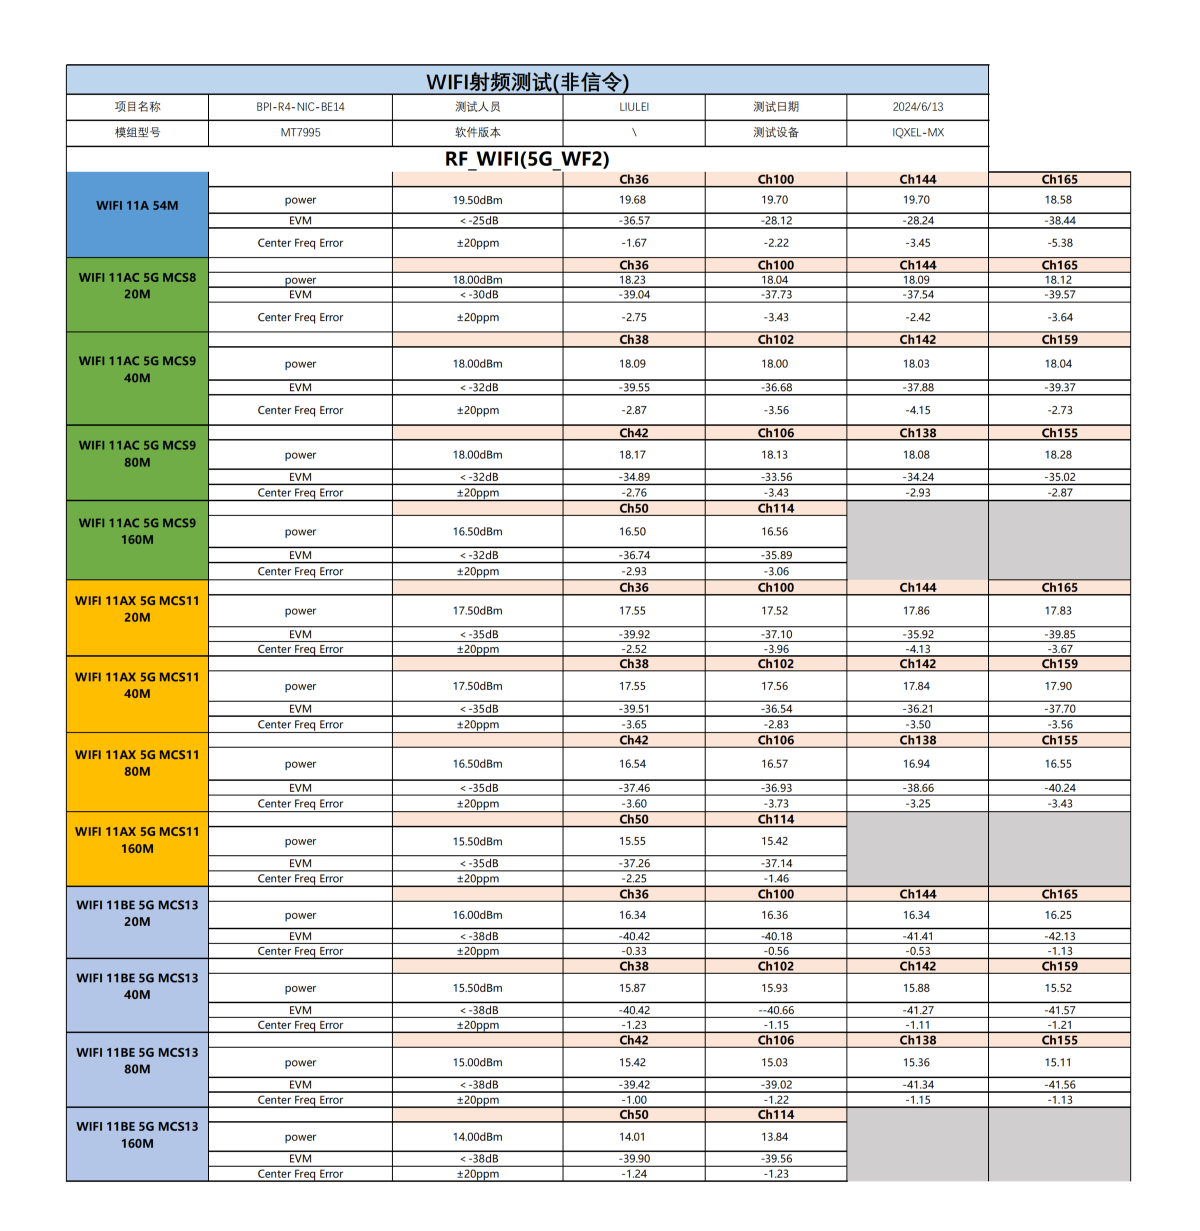 WIFI射频测试(非信令)
项目名称 BPI-R4-NIC-BE14 测试人员 LIULEI 测试日期 2024/6/13
模组型号 MT7995 软件版本 \ 测试设备 IQXEL-MX
RF_WIFI(5G_WF2)
WIFI 11A 54M
Ch36 Ch100 Ch144 Ch165
power 19.50dBm 19.68 19.70 19.70 18.58
EVM <-25dB -36.57 -28.12 -28.24 -38.44
Center Freq Error ±20ppm -1.67 -2.22 -3.45 -5.38
WIFI 11AC 5G MCS8
20M
Ch36 Ch100 Ch144 Ch165
power 18.00dBm 18.23 18.04 18.09 18.12
EVM <-30dB -39.04 -37.73 -37.54 -39.57
Center Freq Error ±20ppm -2.75 -3.43 -2.42 -3.64
WIFI 11AC 5G MCS9
40M
Ch38 Ch102 Ch142 Ch159
power 18.00dBm 18.09 18.00 18.03 18.04
EVM <-32dB -39.55 -36.68 -37.88 -39.37
Center Freq Error ±20ppm -2.87 -3.56 -4.15 -2.73
WIFI 11AC 5G MCS9
80M
Ch42 Ch106 Ch138 Ch155
power 18.00dBm 18.17 18.13 18.08 18.28
EVM <-32dB -34.89 -33.56 -34.24 -35.02
Center Freq Error ±20ppm -2.76 -3.43 -2.93 -2.87
WIFI 11AC 5G MCS9
160M
Ch50 Ch114
power 16.50dBm 16.50 16.56
EVM <-32dB -36.74 -35.89
Center Freq Error ±20ppm -2.93 -3.06
WIFI 11AX 5G MCS11
20M
Ch36 Ch100 Ch144 Ch165
power 17.50dBm 17.55 17.52 17.86 17.83
EVM <-35dB -39.92 -37.10 -35.92 -39.85
Center Freq Error ±20ppm -2.52 -3.96 -4.13 -3.67
WIFI 11AX 5G MCS11
40M
Ch38 Ch102 Ch142 Ch159
power 17.50dBm 17.55 17.56 17.84 17.90
EVM <-35dB -39.51 -36.54 -36.21 -37.70
Center Freq Error ±20ppm -3.65 -2.83 -3.50 -3.56
WIFI 11AX 5G MCS11
80M
Ch42 Ch106 Ch138 Ch155
power 16.50dBm 16.54 16.57 16.94 16.55
EVM <-35dB -37.46 -36.93 -38.66 -40.24
Center Freq Error ±20ppm -3.60 -3.73 -3.25 -3.43
WIFI 11AX 5G MCS11
160M
Ch50 Ch114
power 15.50dBm 15.55 15.42
EVM <-35dB -37.26 -37.14
Center Freq Error ±20ppm -2.25 -1.46
WIFI 11BE 5G MCS13
20M
Ch36 Ch100 Ch144 Ch165
power 16.00dBm 16.34 16.36 16.34 16.25
EVM <-38dB -40.42 -40.18 -41.41 -42.13
Center Freq Error ±20ppm -0.33 -0.56 -0.53 -1.13
WIFI 11BE 5G MCS13
40M
Ch38 Ch102 Ch142 Ch159
power 15.50dBm 15.87 15.93 15.88 15.52
EVM <-38dB -40.42 --40.66 -41.27 -41.57
Center Freq Error ±20ppm -1.23 -1.15 -1.11 -1.21
WIFI 11BE 5G MCS13
80M
Ch42 Ch106 Ch138 Ch155
power 15.00dBm 15.42 15.03 15.36 15.11
EVM <-38dB -39.42 -39.02 -41.34 -41.56
Center Freq Error ±20ppm -1.00 -1.22 -1.15 -1.13
WIFI 11BE 5G MCS13
160M
Ch50 Ch114
power 14.00dBm 14.01 13.84
EVM <-38dB -39.90 -39.56
Center Freq Error ±20ppm -1.24 -1.23